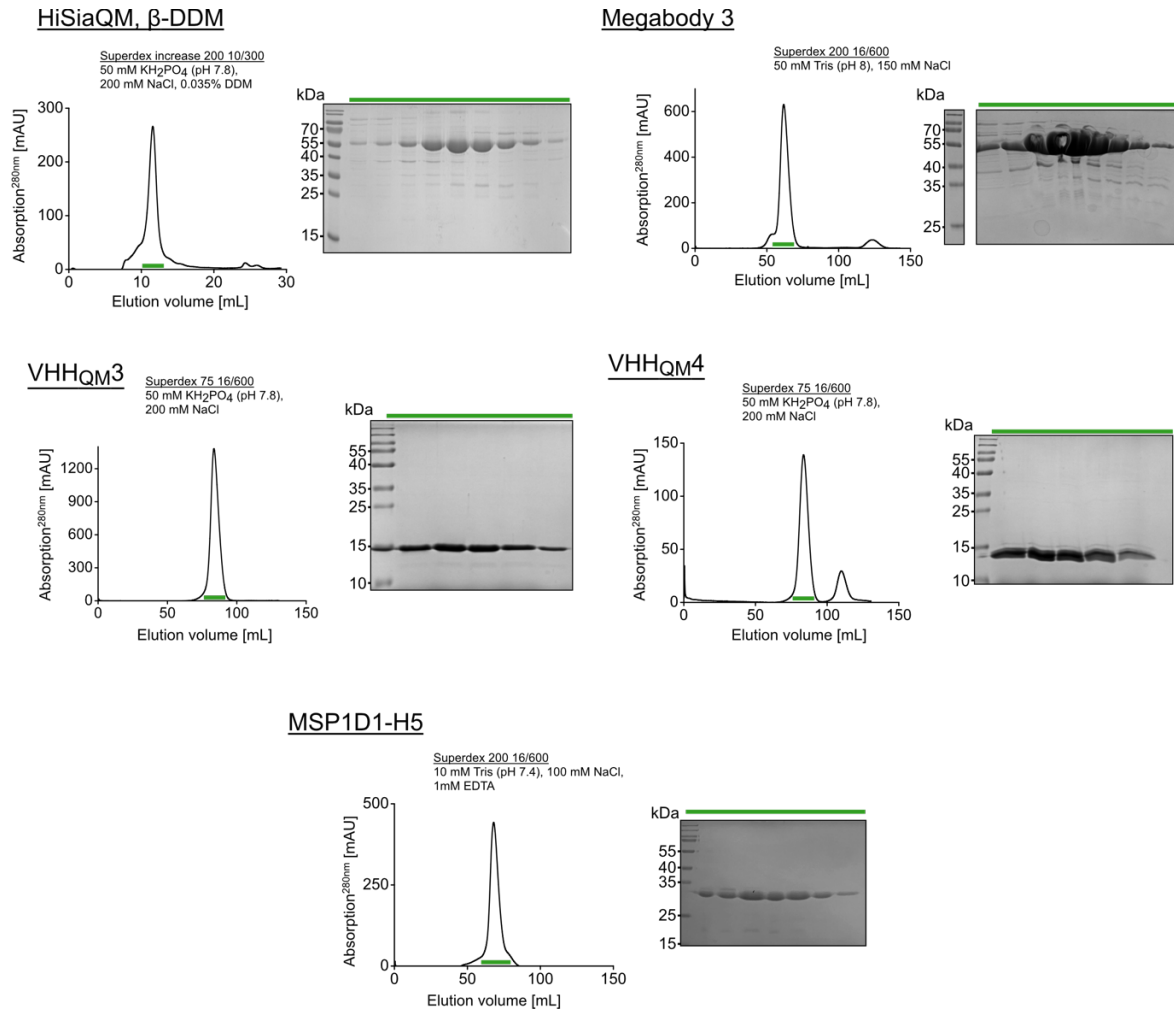 HiSiaQM, β-DDM
Superdex increase 200 10/300
50 mM KH₂PO₄ (pH 7.8),
200 mM NaCl, 0.035% DDM
Absorption²⁸⁰ⁿᵐ [mAU]
300
200
100
0
0
10
20
30
Elution volume [mL]
kDa
70
55
40
35
25
15
Megabody 3
Superdex 200 16/600
50 mM Tris (pH 8), 150 mM NaCl
Absorption²⁸⁰ⁿᵐ [mAU]
600
400
200
0
0
50
100
150
Elution volume [mL]
kDa
70
55
40
35
25
VHHQM3
Superdex 75 16/600
50 mM KH₂PO₄ (pH 7.8),
200 mM NaCl
Absorption²⁸⁰ⁿᵐ [mAU]
1200
900
600
300
0
0
50
100
150
Elution volume [mL]
kDa
55
40
35
25
15
10
VHHQM4
Superdex 75 16/600
50 mM KH₂PO₄ (pH 7.8),
200 mM NaCl
Absorption²⁸⁰ⁿᵐ [mAU]
150
100
50
0
0
50
100
150
Elution volume [mL]
kDa
55
40
35
25
15
10
MSP1D1-H5
Superdex 200 16/600
10 mM Tris (pH 7.4), 100 mM NaCl,
1mM EDTA
Absorption²⁸⁰ⁿᵐ [mAU]
500
250
0
0
50
100
150
Elution volume [mL]
kDa
55
40
35
25
15